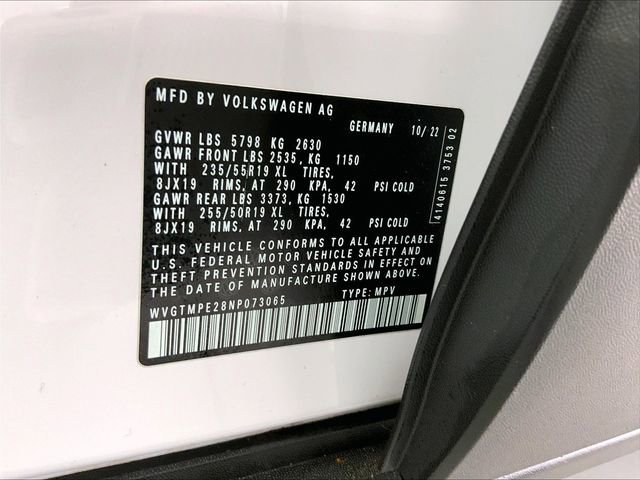 MFD BY VOLKSWAGEN AG
GERMANY 10/ 22
GVWR LBS 5798 KG 2630
GAWR FRONT LBS 2535, KG 1150
WITH 235/55R19 XL TIRES,
8JX19 RIMS, AT 290 KPA, 42 PSI COLD
GAWR REAR LBS 3373, KG 1530
WITH 255/50R19 XL TIRES,
8JX19 RIMS, AT 290 KPA, 42 PSI COLD
THIS VEHICLE CONFORMS TO ALL APPLICABLE
U.S. FEDERAL MOTOR VEHICLE SAFETY AND
THEFT PREVENTION STANDARDS IN EFFECT ON
THE DATE OF MANUFACTURE SHOWN ABOVE.
WVGTMPE28NP073065 TYPE: MPV
4140615 3753 02